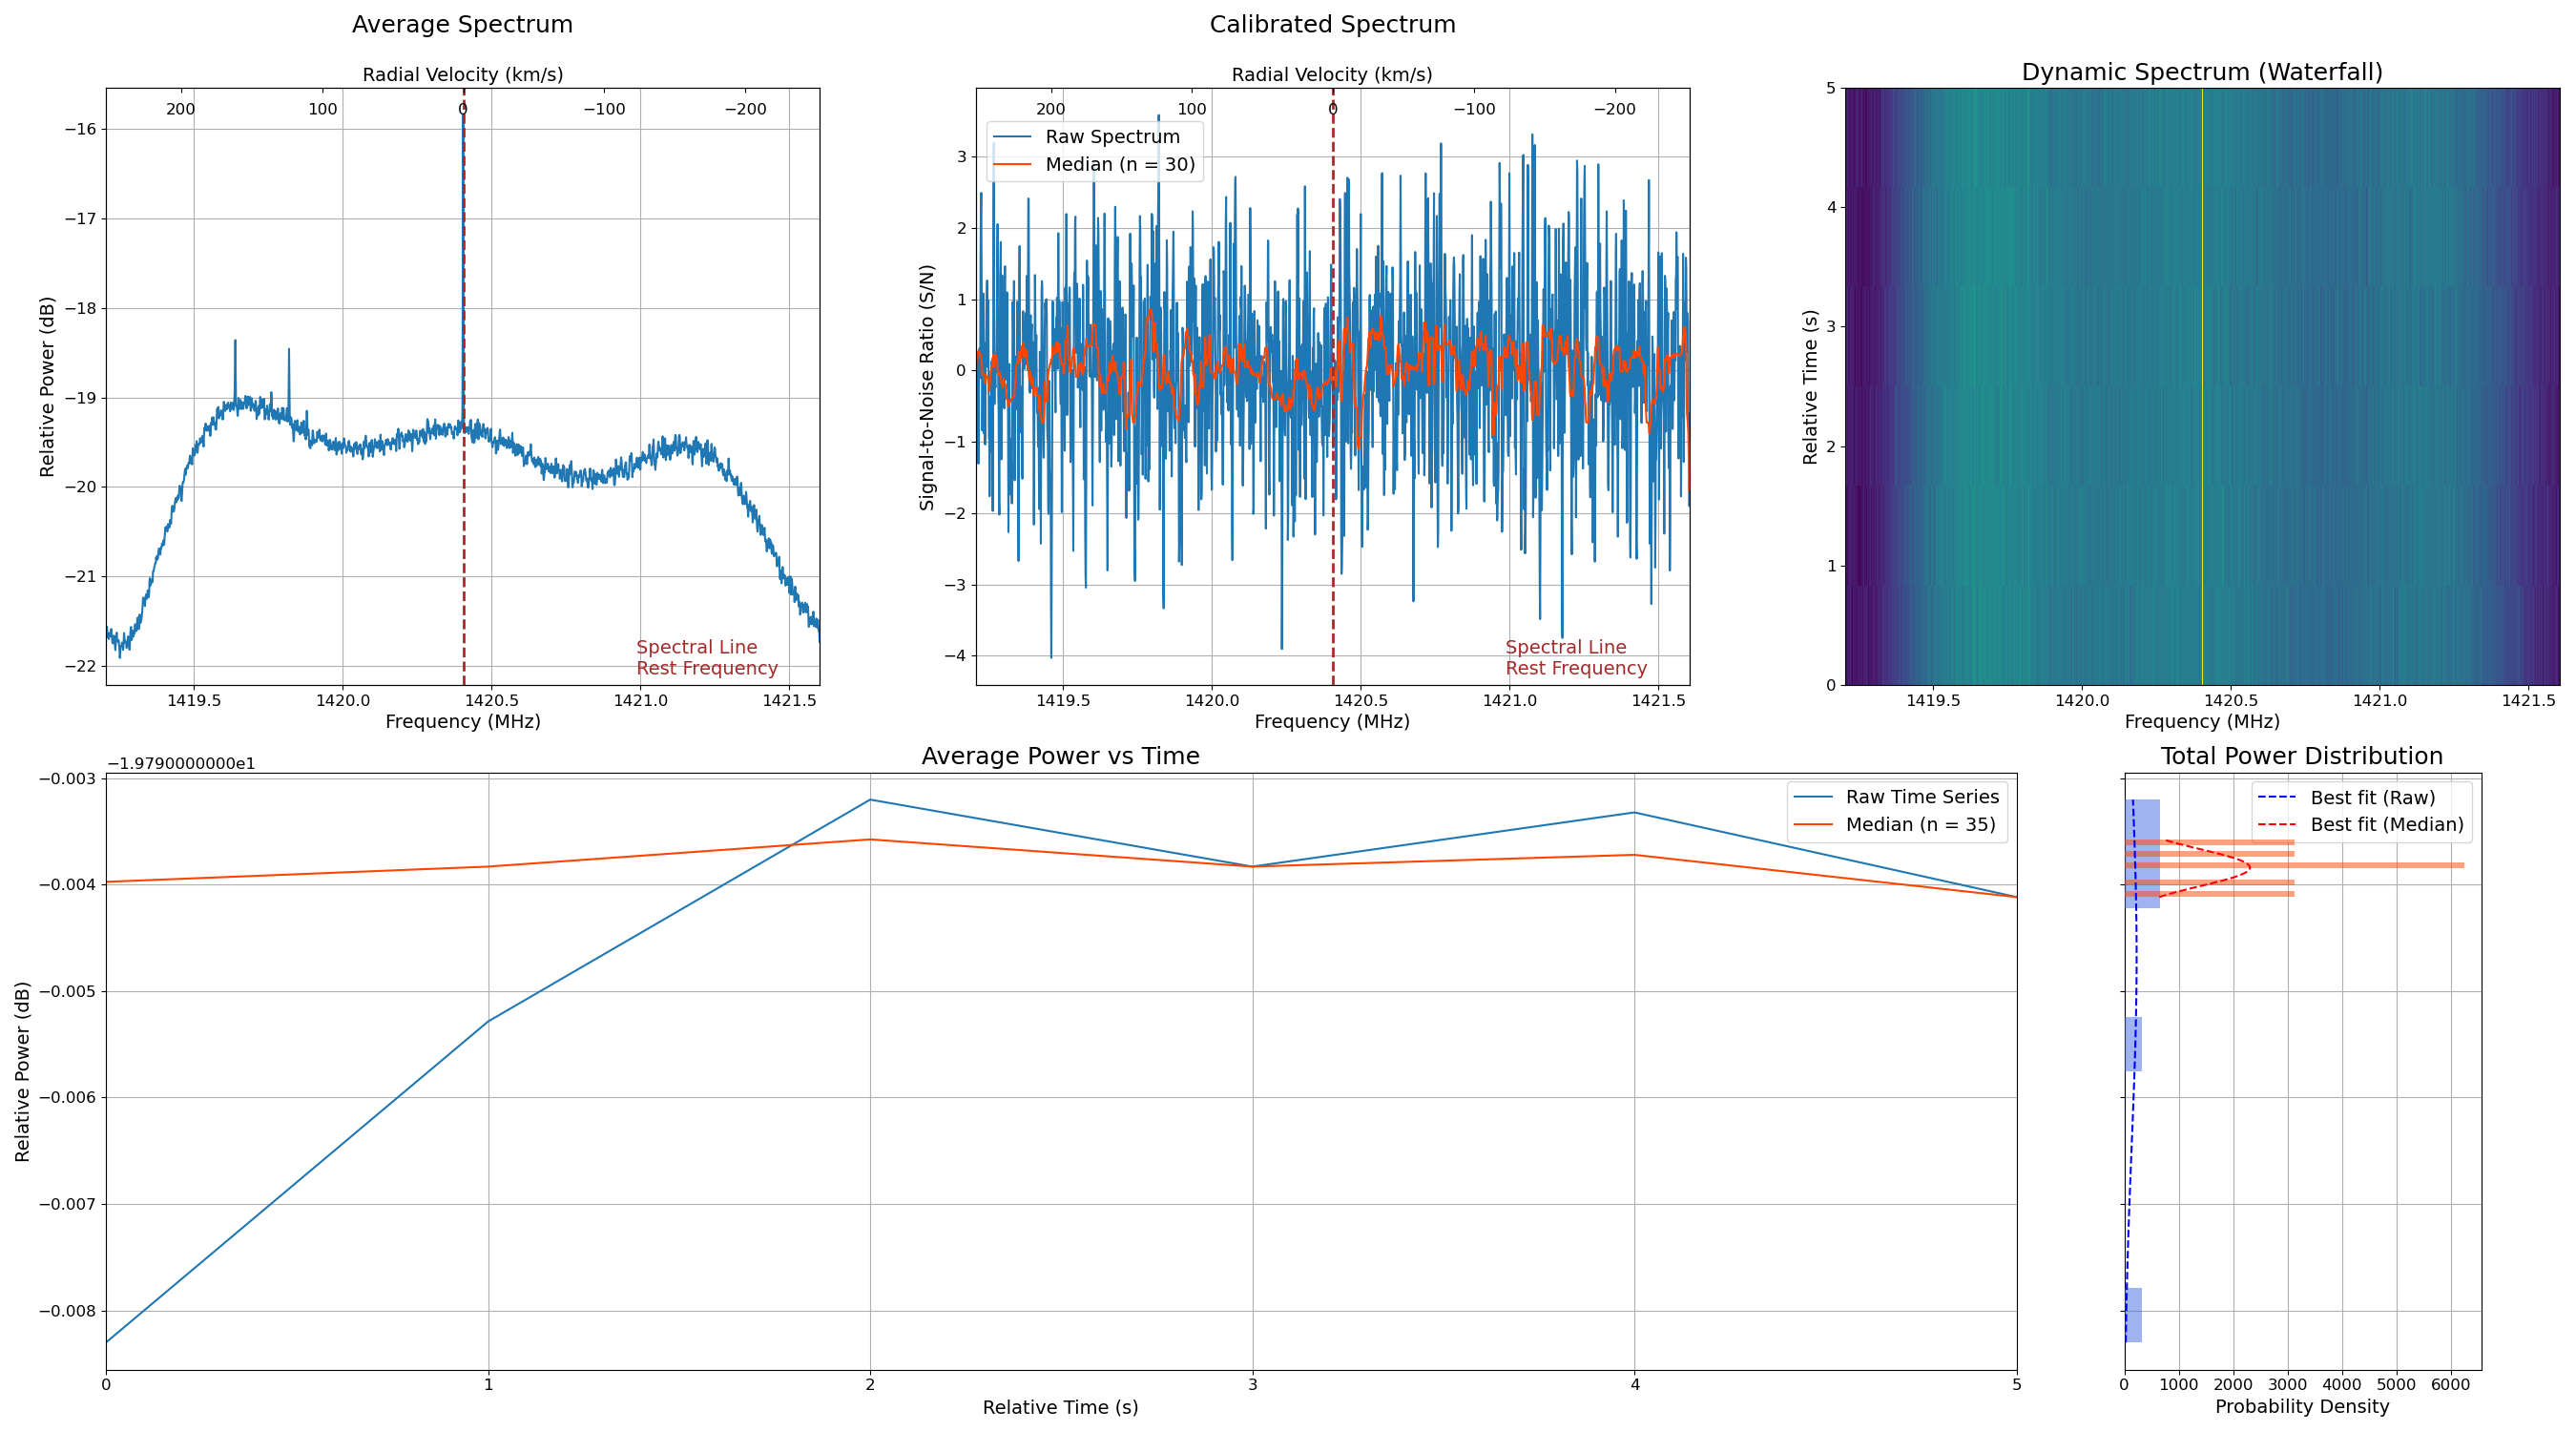 Average Spectrum
Radial Velocity (km/s)
200 100 0 −100 −200
−16
−17
−18
−19
−20
−21
−22
Relative Power (dB)
Spectral Line
Rest Frequency
1419.5 1420.0 1420.5 1421.0 1421.5
Frequency (MHz)
Calibrated Spectrum
Radial Velocity (km/s)
200 100 0 −100 −200
Raw Spectrum
Median (n = 30)
3
2
1
0
−1
−2
−3
−4
Signal-to-Noise Ratio (S/N)
Spectral Line
Rest Frequency
1419.5 1420.0 1420.5 1421.0 1421.5
Frequency (MHz)
Dynamic Spectrum (Waterfall)
5
4
3
2
1
0
Relative Time (s)
1419.5 1420.0 1420.5 1421.0 1421.5
Frequency (MHz)
Average Power vs Time
−1.9790000000e1
−0.003
−0.004
−0.005
−0.006
−0.007
−0.008
Relative Power (dB)
Raw Time Series
Median (n = 35)
0 1 2 3 4 5
Relative Time (s)
Total Power Distribution
Best fit (Raw)
Best fit (Median)
0 1000 2000 3000 4000 5000 6000
Probability Density